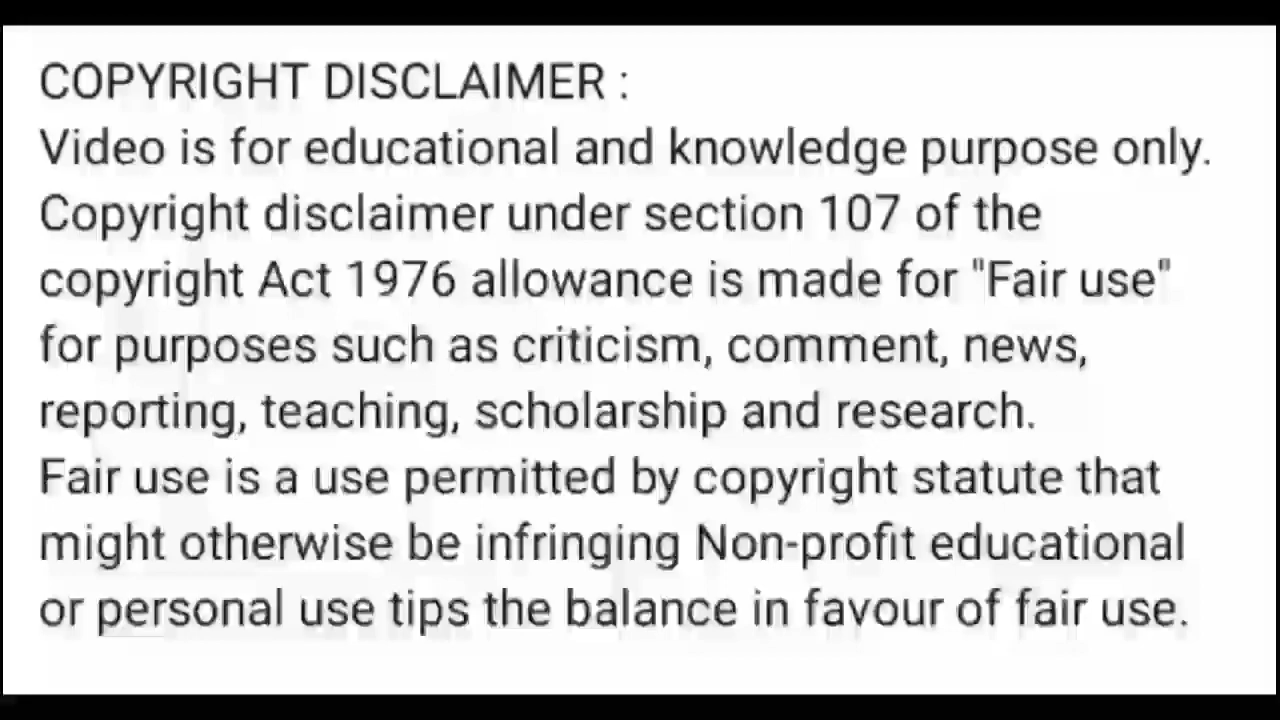 COPYRIGHT DISCLAIMER :
Video is for educational and knowledge purpose only.
Copyright disclaimer under section 107 of the
copyright Act 1976 allowance is made for "Fair use"
for purposes such as criticism, comment, news,
reporting, teaching, scholarship and research.
Fair use is a use permitted by copyright statute that
might otherwise be infringing Non-profit educational
or personal use tips the balance in favour of fair use.